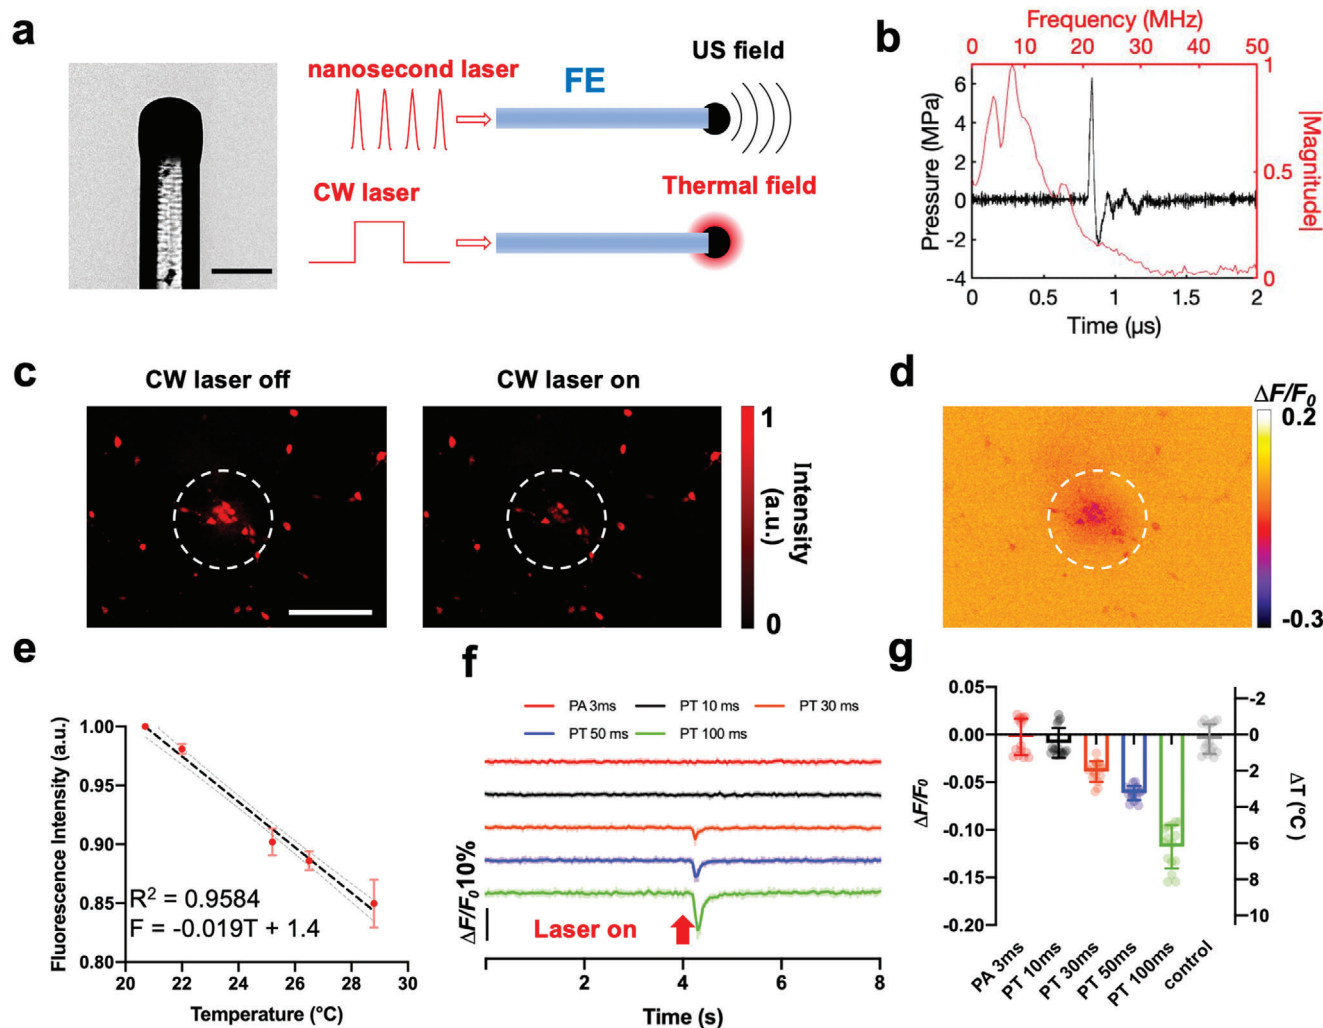 a
nanosecond laser
FE
US field
CW laser
Thermal field
b
Frequency (MHz)
0 10 20 30 40 50
6
4
2
0
-2
-4
Pressure (MPa)
1
0.5
0
|Magnitude|
0 0.5 1 1.5 2
Time (µs)
c
CW laser off
CW laser on
1
Intensity
(a.u.)
0
d
ΔF/F0
0.2
-0.3
e
1.00
0.95
0.90
0.85
0.80
Fluorescence Intensity (a.u.)
R² = 0.9584
F = -0.019T + 1.4
20 22 24 26 28 30
Temperature (°C)
f
PA 3ms PT 10 ms PT 30 ms
PT 50 ms PT 100 ms
ΔF/F0 10%
Laser on
0 2 4 6 8
Time (s)
g
0.05
0.00
-0.05
-0.10
-0.15
-0.20
ΔF/F0
-2
0
2
4
6
8
10
ΔT (°C)
PA 3ms
PT 10ms
PT 30ms
PT 50ms
PT 100ms
control